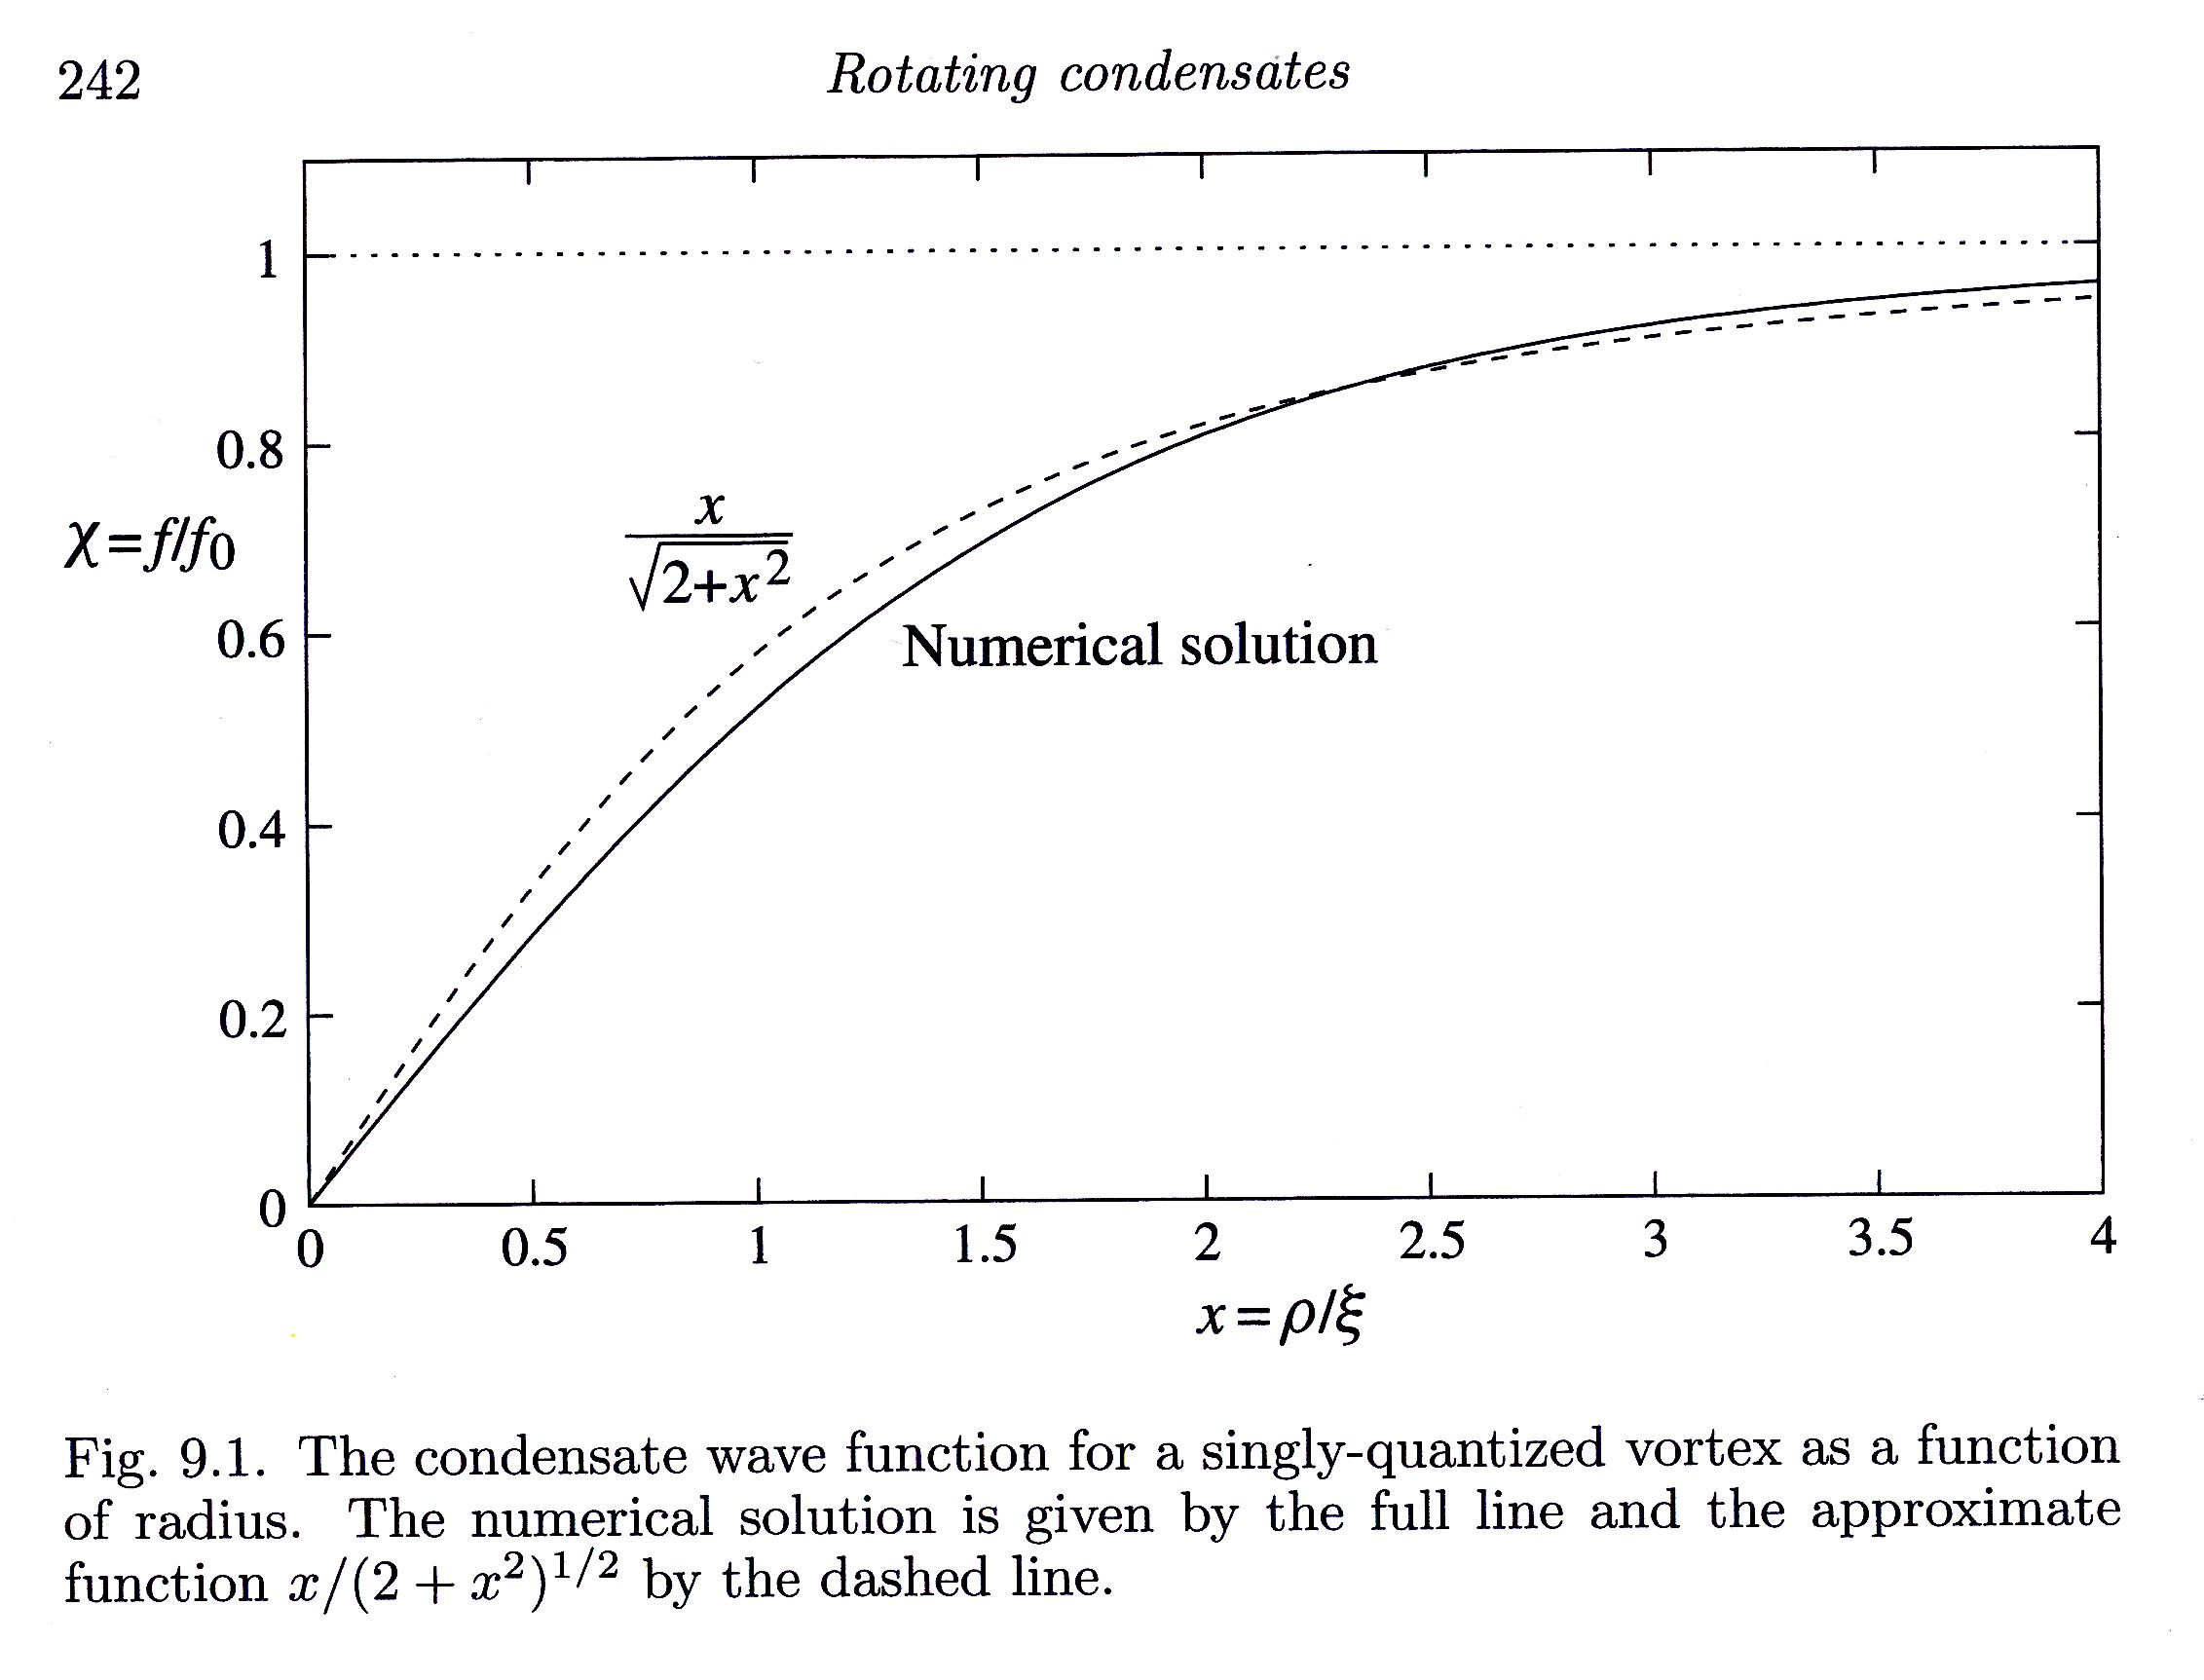 242
Rotating condensates
1
0.8
χ=f/f0
x
√2+x²
0.6
Numerical solution
0.4
0.2
0
0 0.5 1 1.5 2 2.5 3 3.5 4
x=ρ/ξ
Fig. 9.1. The condensate wave function for a singly-quantized vortex as a function
of radius. The numerical solution is given by the full line and the approximate
function x/(2 + x²)^1/2 by the dashed line.